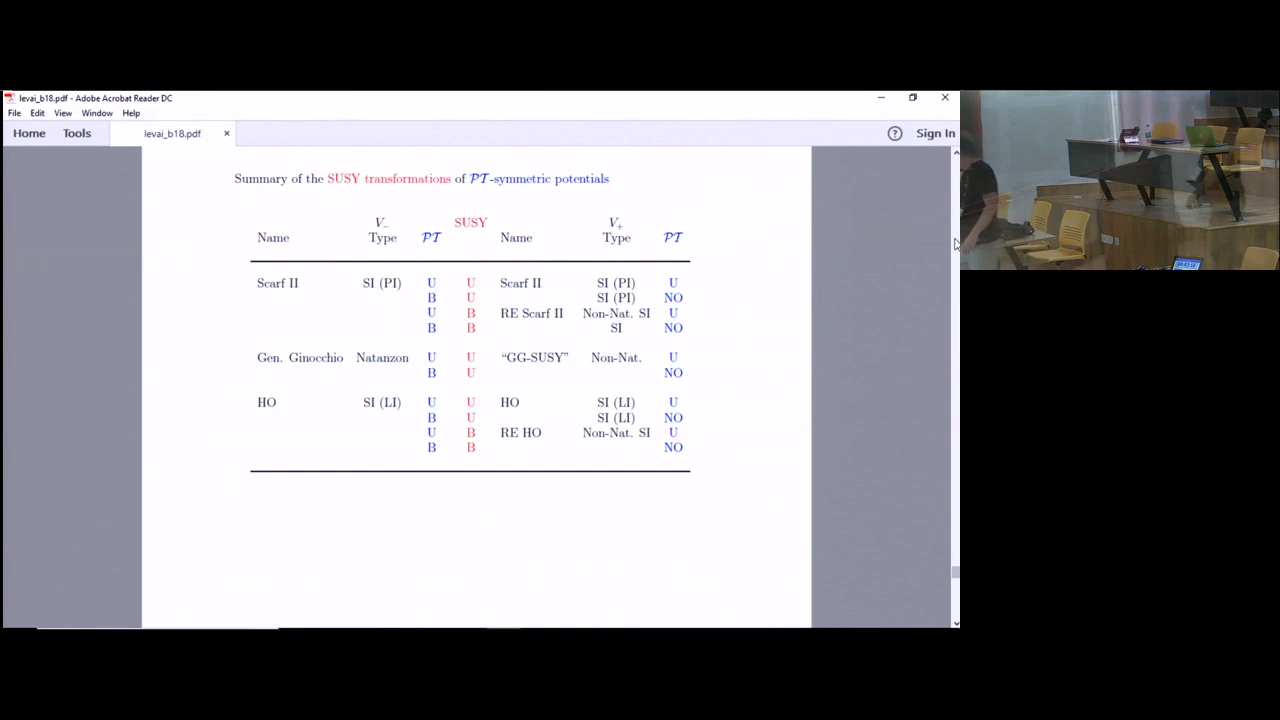 levai_b18.pdf - Adobe Acrobat Reader DC
File Edit View Window Help
Home Tools levai_b18.pdf × ? Sign In
Summary of the SUSY transformations of PT-symmetric potentials
V₋ SUSY V₊
Name Type PT Name Type PT
Scarf II SI (PI) U U Scarf II SI (PI) U
B U SI (PI) NO
U B RE Scarf II Non-Nat. SI U
B B SI NO
Gen. Ginocchio Natanzon U U “GG-SUSY” Non-Nat. U
B U NO
HO SI (LI) U U HO SI (LI) U
B U SI (LI) NO
U B RE HO Non-Nat. SI U
B B NO